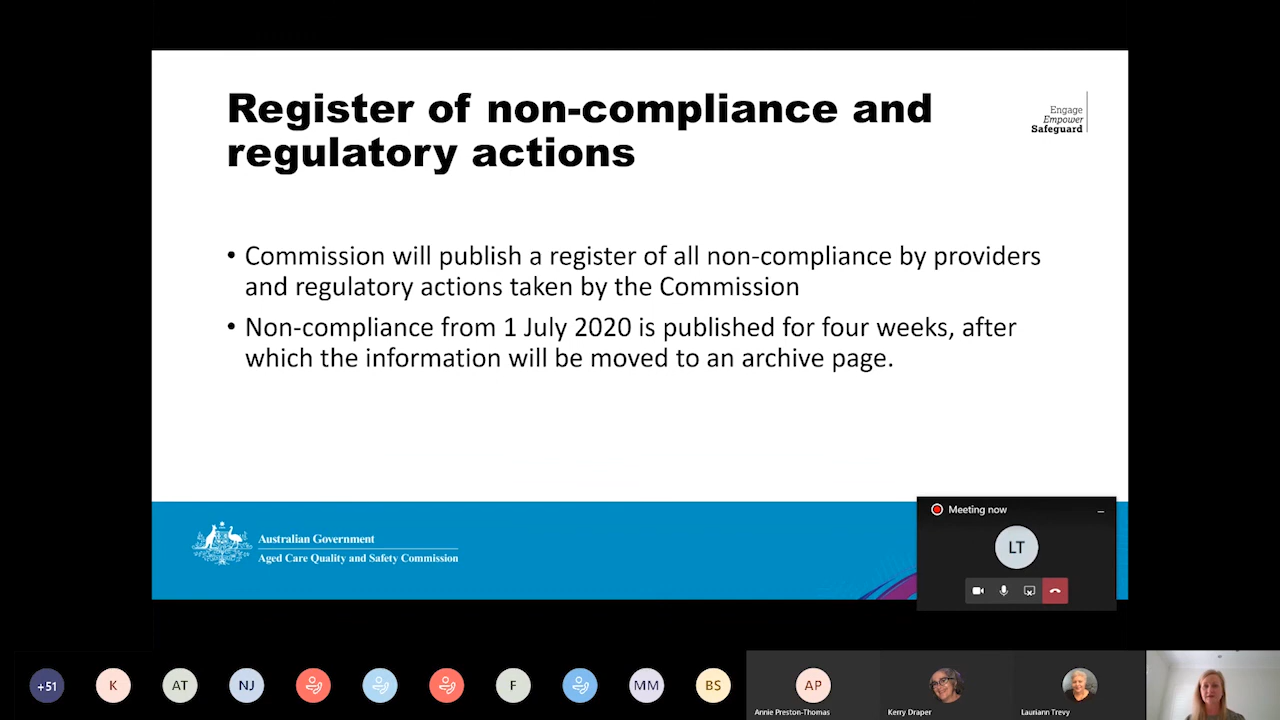 Register of non-compliance and
regulatory actions
Engage
Empower
Safeguard
• Commission will publish a register of all non-compliance by providers
and regulatory actions taken by the Commission
• Non-compliance from 1 July 2020 is published for four weeks, after
which the information will be moved to an archive page.
Australian Government
Aged Care Quality and Safety Commission
Meeting now
LT
+51
K
AT
NJ
F
MM
BS
AP
Annie Preston-Thomas
Kerry Draper
Lauriann Trevy